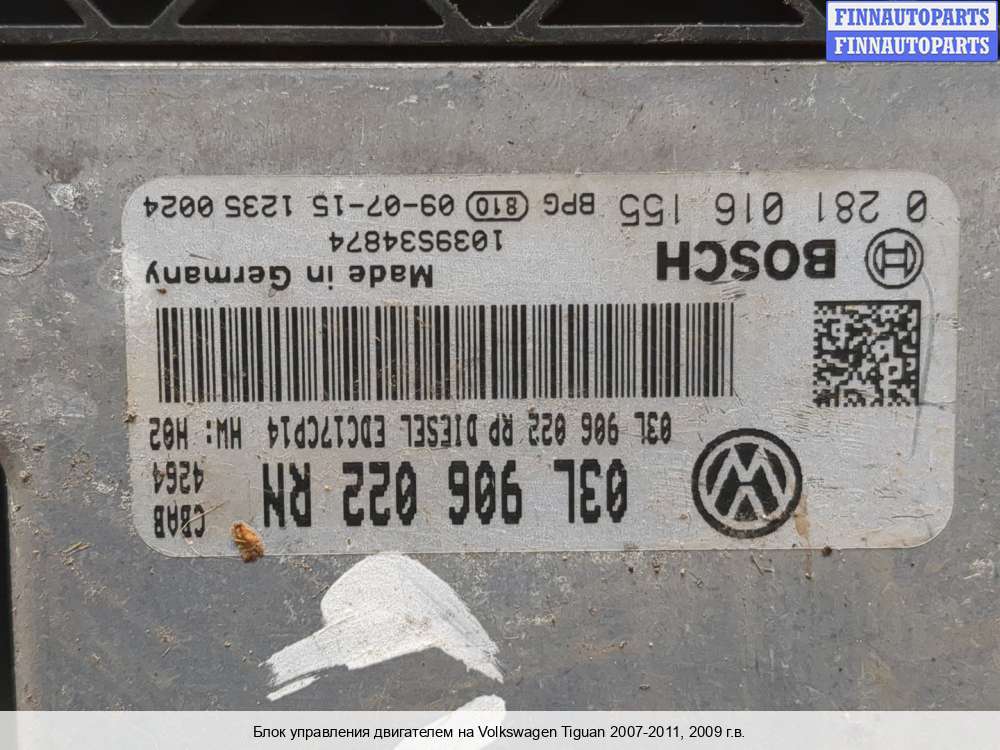 FINNAUTOPARTS
FINNAUTOPARTS
03L 906 022 RN CBAB
4264
03L 906 022 RP DIESEL EDC17CP14 HW: H02
BOSCH Made in Germany
1039S34874
0 281 016 155 BPG 810 09-07-15 1235 0024
Блок управления двигателем на Volkswagen Tiguan 2007-2011, 2009 г.в.